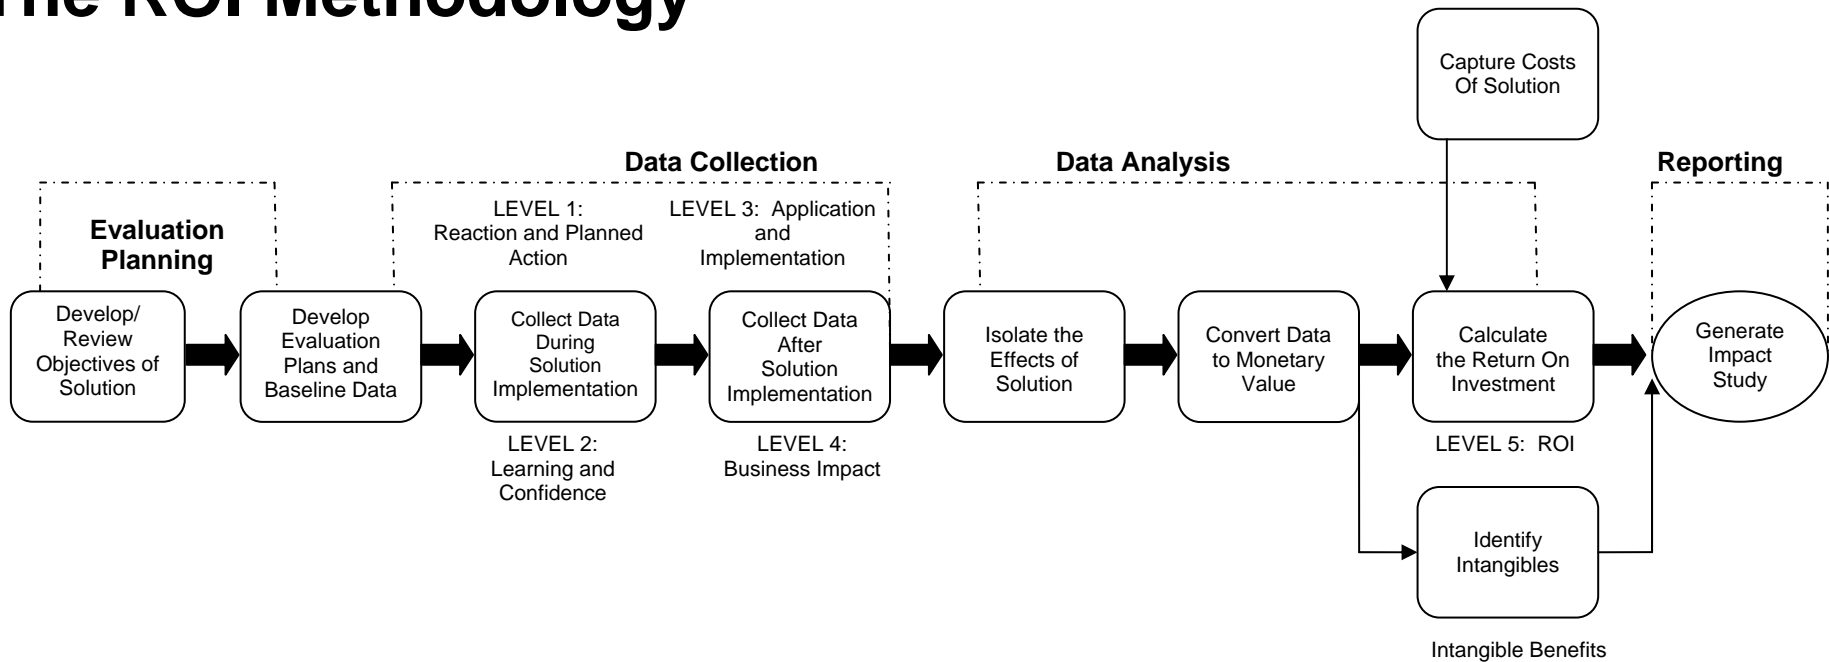 The ROI Methodology
Capture Costs
Of Solution
Data Collection
Data Analysis
Reporting
Evaluation
Planning
LEVEL 1:
Reaction and Planned
Action
LEVEL 3:  Application
and
Implementation
Develop/
Review
Objectives of
Solution
Develop
Evaluation
Plans and
Baseline Data
Collect Data
During
Solution
Implementation
Collect Data
After
Solution
Implementation
Isolate the
Effects of
Solution
Convert Data
to Monetary
Value
Calculate
the Return On
Investment
Generate
Impact
Study
LEVEL 2:
Learning and
Confidence
LEVEL 4:
Business Impact
LEVEL 5:  ROI
Identify
Intangibles
Intangible Benefits